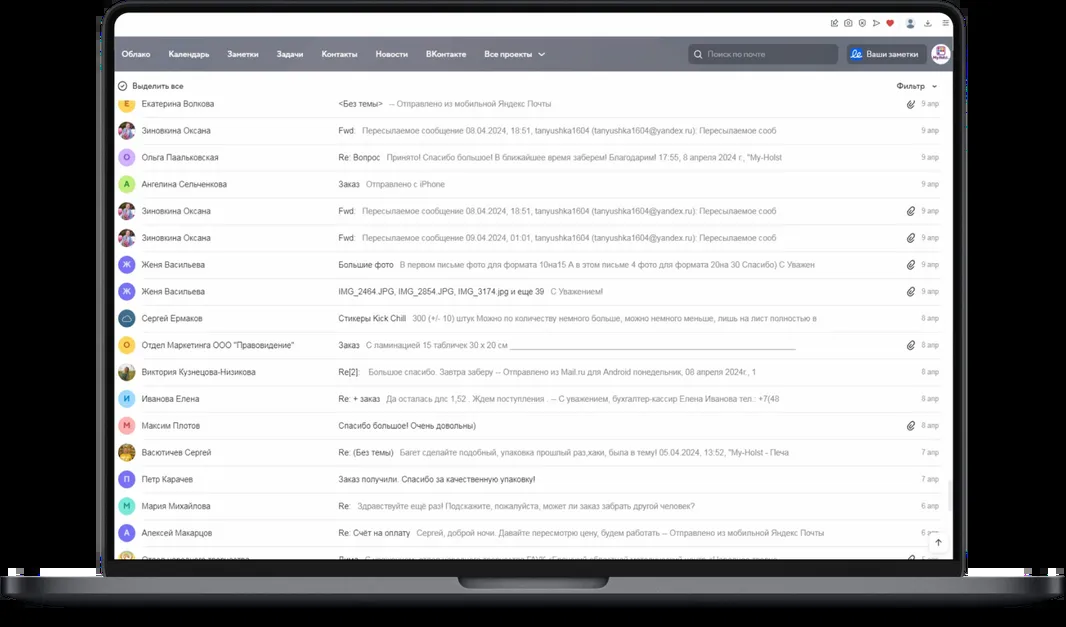 Облако Календарь Заметки Задачи Контакты Новости ВКонтакте Все проекты Поиск по почте Ваши заметки
Выделить все Фильтр
Екатерина Волкова <Без темы> -- Отправлено из мобильной Яндекс Почты 9 апр
Зиновкина Оксана Fwd: Пересылаемое сообщение 08.04.2024, 18:51, tanyushka1604 (tanyushka1604@yandex.ru): Пересылаемое сооб 9 апр
О Ольга Паальковская Re: Вопрос Принято! Спасибо большое! В ближайшее время заберем! Благодарим! 17:55, 8 апреля 2024 г., "My-Holst 9 апр
А Ангелина Сельченкова Заказ Отправлено с iPhone 9 апр
Зиновкина Оксана Fwd: Пересылаемое сообщение 08.04.2024, 18:51, tanyushka1604 (tanyushka1604@yandex.ru): Пересылаемое сооб 9 апр
Зиновкина Оксана Fwd: Пересылаемое сообщение 09.04.2024, 01:01, tanyushka1604 (tanyushka1604@yandex.ru): Пересылаемое сооб 9 апр
Ж Женя Васильева Большие фото В первом письме фото для формата 10на15 А в этом письме 4 фото для формата 20на 30 Спасибо) С Уважен 9 апр
Ж Женя Васильева IMG_2464.JPG, IMG_2854.JPG, IMG_3174.jpg и еще 39 С Уважением! 9 апр
Сергей Ермаков Стикеры Kick Chill 300 (+/- 10) штук Можно по количеству немного больше, можно немного меньше, лишь на лист полностью в 8 апр
О Отдел Маркетинга ООО "Правовидение" Заказ С ламинацией 15 табличек 30 х 20 см 8 апр
Виктория Кузнецова-Низикова Re[2]: Большое спасибо. Завтра заберу -- Отправлено из Mail.ru для Android понедельник, 08 апреля 2024г., 1 8 апр
И Иванова Елена Re: + заказ Да осталась длс 1,52 . Ждем поступления . -- С уважением, бухгалтер-кассир Елена Иванова тел.: +7(48 8 апр
М Максим Плотов Спасибо большое! Очень довольны) 8 апр
Васютичев Сергей Re: (Без темы) Багет сделайте подобный, упаковка прошлый раз,хаки, была в тему! 05.04.2024, 13:52, "My-Holst - Печа 7 апр
П Петр Карачев Заказ получили. Спасибо за качественную упаковку! 7 апр
М Мария Михайлова Re: Здравствуйте ещё раз! Подскажите, пожалуйста, может ли заказ забрать другой человек? 6 апр
А Алексей Макарцов Re: Счёт на оплату Сергей, доброй ночи. Давайте пересмотрю цену, будем работать -- Отправлено из мобильной Яндекс Почты